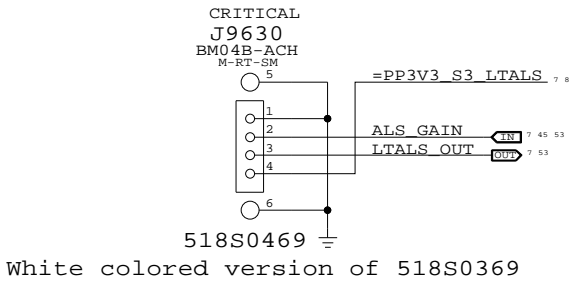 CRITICAL
J9630
BM04B-ACH
M-RT-SM
5
=PP3V3_S3_LTALS 7 8
1
2 ALS_GAIN IN 7 45 53
3 LTALS_OUT OUT 7 53
4
6
518S0469
White colored version of 518S0369